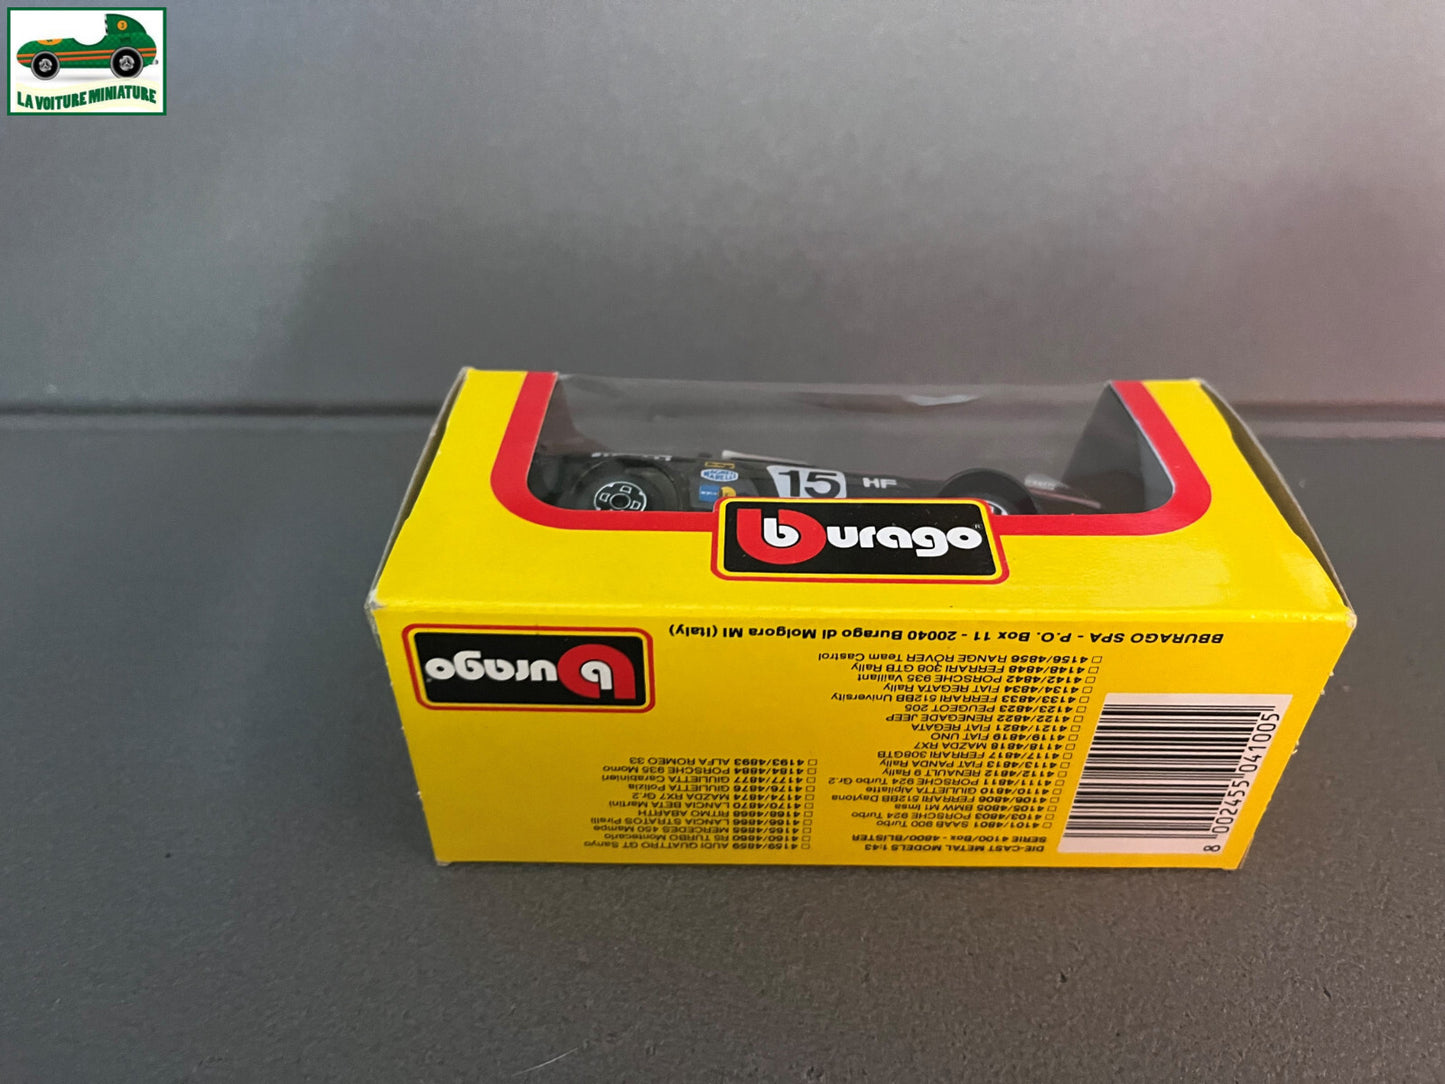 LA VOITURE MINIATURE
15
HF
MAGNETI
MARELLI
burago
BBURAGO SPA - P.O. Box 11 - 20040 Burago di Molgora MI (Italy)
burago
DIE-CAST METAL MODELS 1:43
SERIE 4100/Box - 4800/BLISTER
4101/4801 SAAB 900 Turbo
4103/4803 PORSCHE 924 Turbo
4105/4805 BMW M1 Imsa
4106/4806 FERRARI 512BB Daytona
4110/4810 GIULIETTA Alpilatte
4111/4811 PORSCHE 924 Turbo Gr.2
4112/4812 RENAULT 9 Rally
4113/4813 FIAT PANDA Rally
4117/4817 FERRARI 308GTB
4118/4818 MAZDA RX7
4119/4819 FIAT UNO
4121/4821 FIAT REGATA
4122/4822 RENEGADE JEEP
4123/4823 PEUGEOT 205
4133/4833 FERRARI 512BB University
4134/4834 FIAT REGATA Rally
4142/4842 PORSCHE 935 Vaillant
4148/4848 FERRARI 308 GTB Rally
4156/4856 RANGE ROVER Team Castrol
4159/4859 AUDI QUATTRO GT Sanyo
4160/4860 R5 TURBO Montecarlo
4165/4865 MERCEDES 450 Mampe
4166/4866 LANCIA STRATOS Pirelli
4168/4868 RITMO ABARTH
4170/4870 LANCIA BETA Martini
4174/4874 MAZDA RX7 Gr.2
4176/4876 GIULIETTA Polizia
4177/4877 GIULIETTA Carabinieri
4184/4884 PORSCHE 935 Momo
4193/4893 ALFA ROMEO 33
8 002455 041005